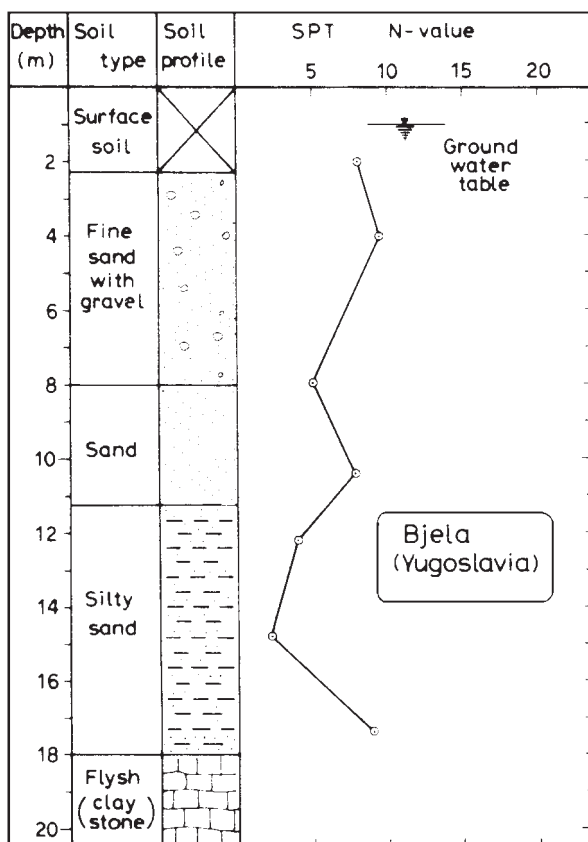 Depth
(m)
Soil
type
Soil
profile
SPT N-value
5 10 15 20
Surface
soil
Ground
water
table
2
Fine
sand
with
gravel
4
6
8
Sand
10
12
Bjela
(Yugoslavia)
Silty
sand
14
16
18
Flysh
(clay
stone)
20